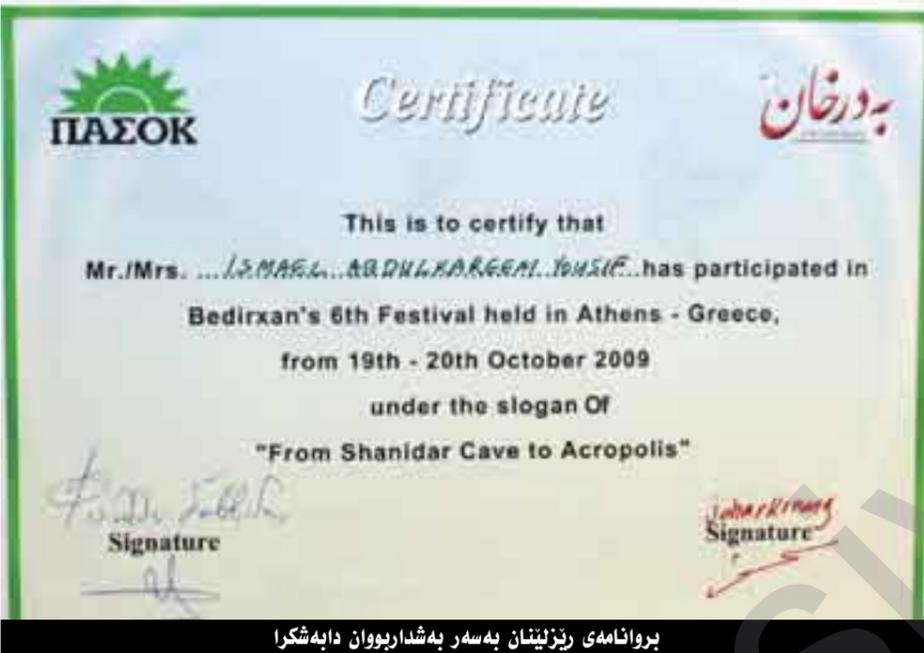 ΠΑΣΟΚ
Certificate
بەدرخان
This is to certify that
Mr./Mrs. ....ISMAEL...ABDULKAREEM..YOUSIF...has participated in
Bedirxan's 6th Festival held in Athens - Greece,
from 19th - 20th October 2009
under the slogan Of
"From Shanidar Cave to Acropolis"
Signature
Signature
بروانامەی ڕێزلێنان بەسەر بەشداربووان دابەشکرا